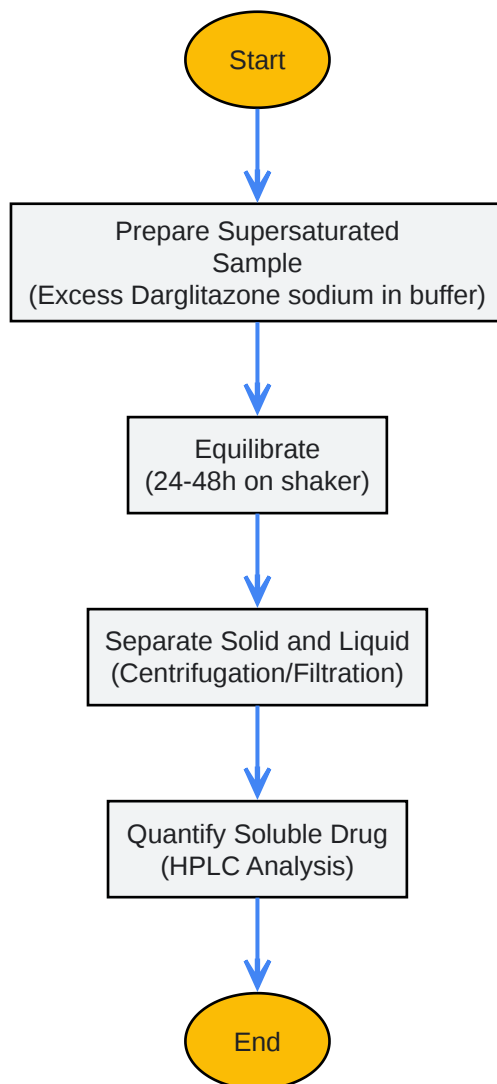 Start
Prepare Supersaturated
Sample
(Excess Darglitazone sodium in buffer)
Equilibrate
(24-48h on shaker)
Separate Solid and Liquid
(Centrifugation/Filtration)
Quantify Soluble Drug
(HPLC Analysis)
End